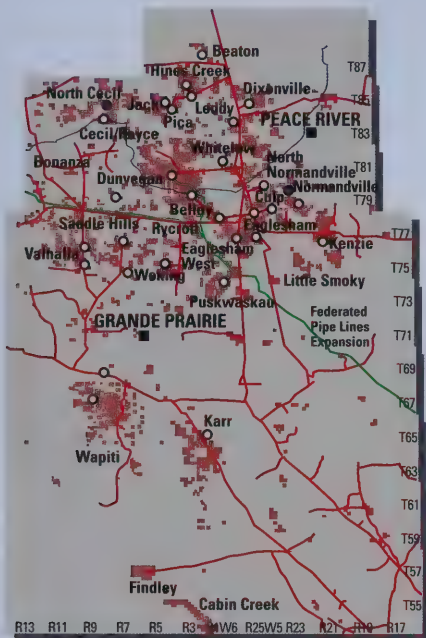 Beaton
T87
Hines Creek
North Cecil
Jack
Dixonville
T85
Leddy
Pica
PEACE RIVER
T83
Cecil/Royce
Whitelaw
Bonanza
North
Normandville
T81
Dunvegan
Normandville
T79
Belloy
Culp
Saddle Hills
Rycroft
Eaglesham
T77
Kenzie
Valhalla
Eaglesham
West
Woking
T75
Little Smoky
Puskwaskau
T73
GRANDE PRAIRIE
Federated
Pipe Lines
Expansion
T71
T69
T67
Karr
T65
Wapiti
T63
T61
T59
T57
Findley
Cabin Creek
T55
R13 R11 R9 R7 R5 R3 W6 R25W5 R23 R21 R19 R17